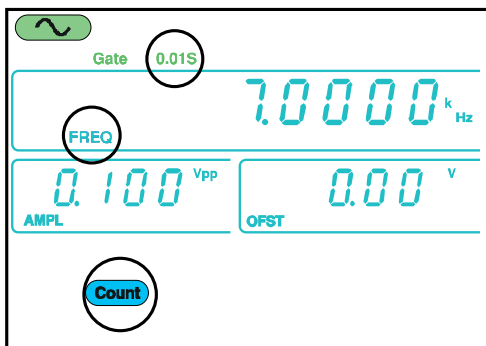 Gate 0.01S
7.0000 k Hz
FREQ
0.100 Vpp
AMPL
0.00 V
OFST
Count